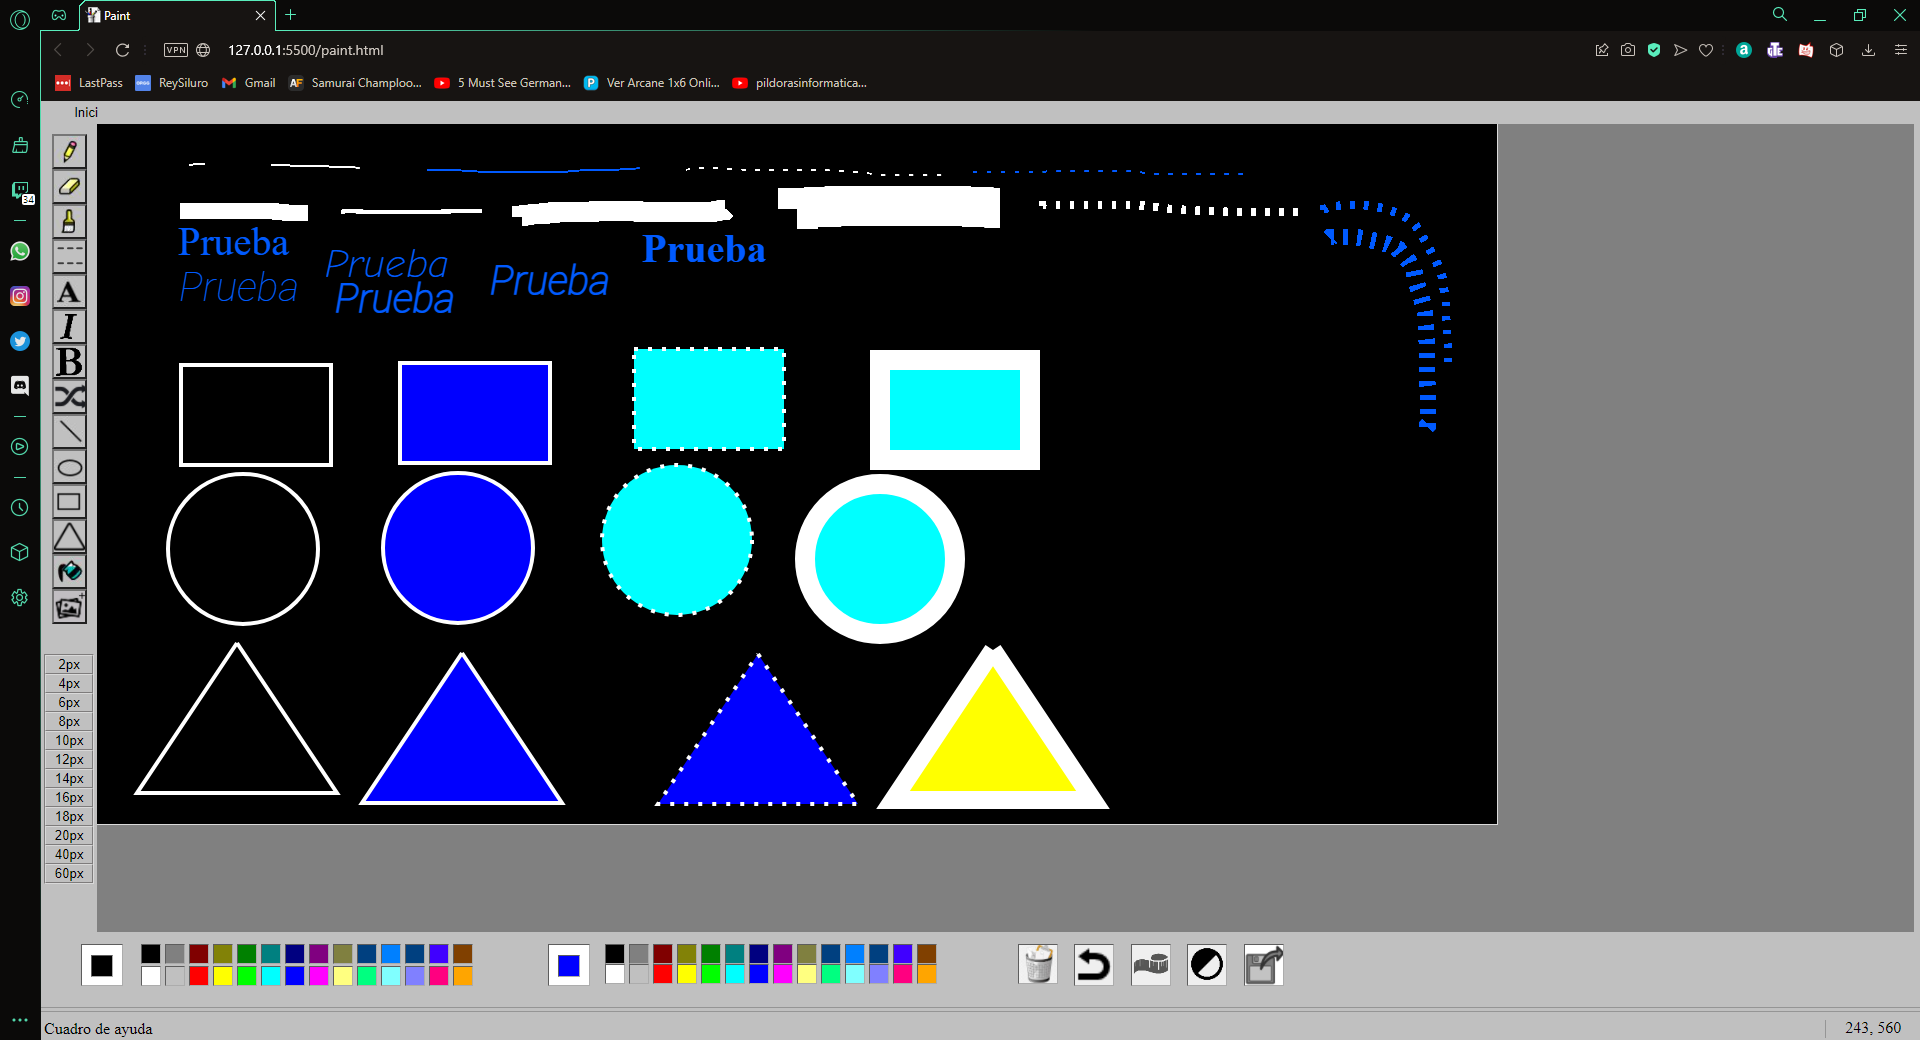 Paint
VPN
127.0.0.1:5500/paint.html
LastPass ReySiluro Gmail Samurai Champloo... 5 Must See German... Ver Arcane 1x6 Onli... pildorasinformatica...
34
Inici
Prueba
Prueba
Prueba
Prueba
Prueba
Prueba
A
I
B
2px
4px
6px
8px
10px
12px
14px
16px
18px
20px
40px
60px
Cuadro de ayuda
243, 560